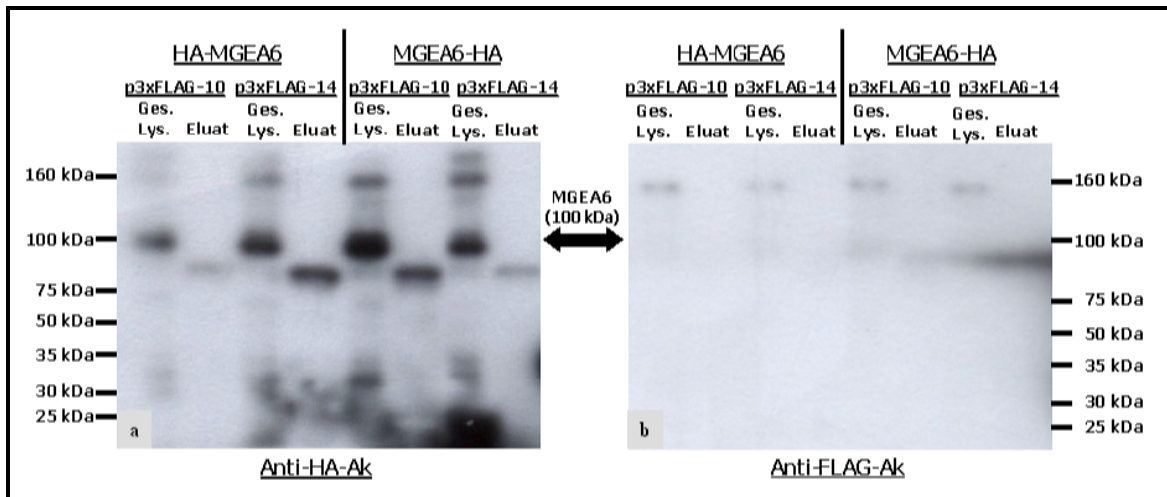 HA-MGEA6 MGEA6-HA
p3xFLAG-10 p3xFLAG-14 p3xFLAG-10 p3xFLAG-14
Ges. Ges. Ges. Ges.
Lys. Eluat Lys. Eluat Lys. Eluat Lys. Eluat
160 kDa
100 kDa
75 kDa
50 kDa
35 kDa
30 kDa
25 kDa
a
Anti-HA-Ak
MGEA6
(100 kDa)
HA-MGEA6 MGEA6-HA
p3xFLAG-10 p3xFLAG-14 p3xFLAG-10 p3xFLAG-14
Ges. Ges. Ges. Ges.
Lys. Eluat Lys. Eluat Lys. Eluat Lys. Eluat
160 kDa
100 kDa
75 kDa
50 kDa
35 kDa
30 kDa
25 kDa
b
Anti-FLAG-Ak